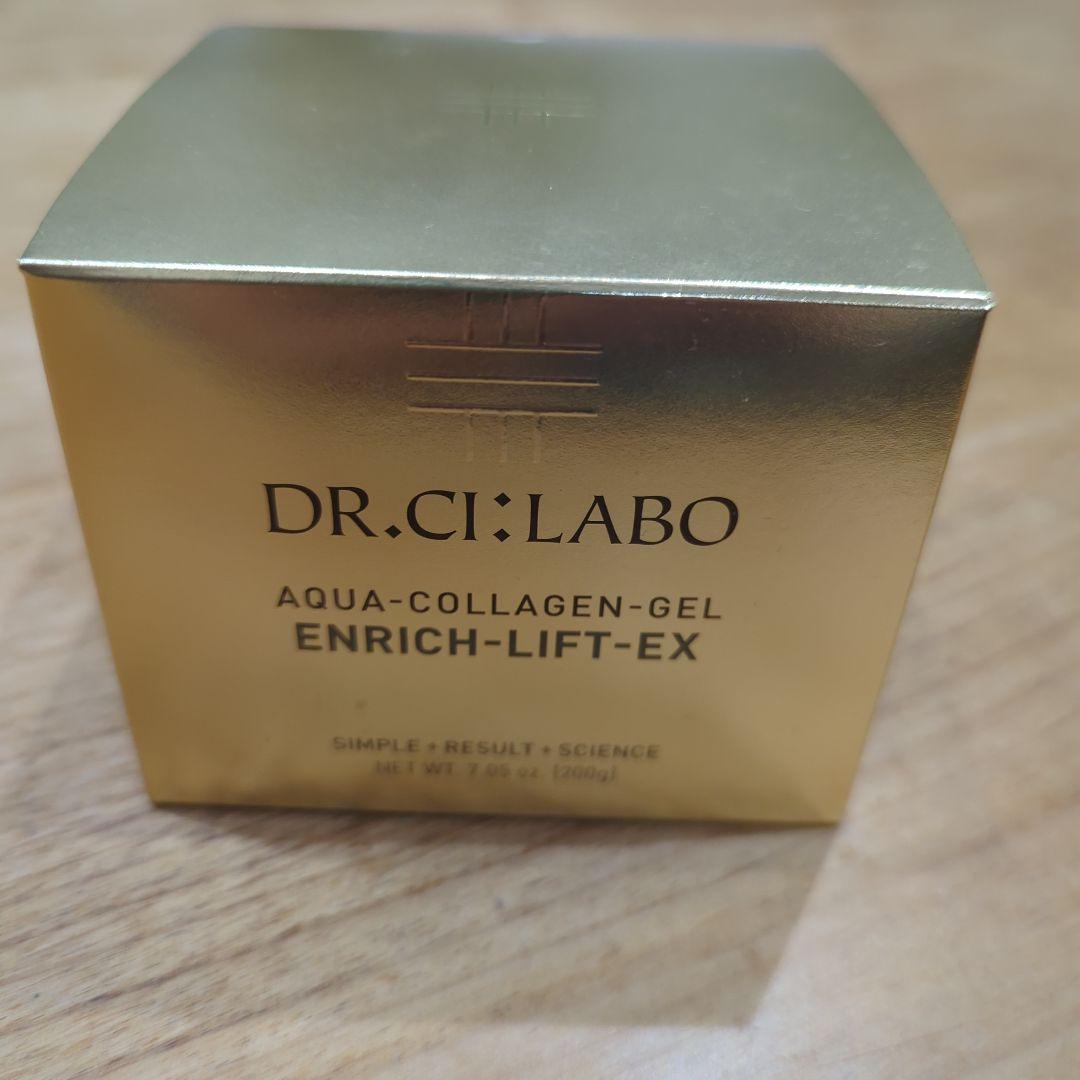 DR.CI:LABO
AQUA-COLLAGEN-GEL
ENRICH-LIFT-EX
SIMPLE + RESULT + SCIENCE
NET WT. 7.05 oz. (200g)